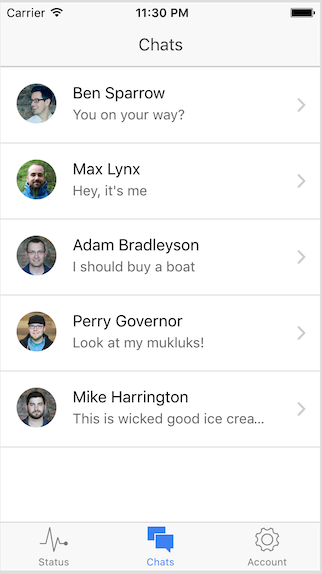 Carrier 11:30 PM
Chats
Ben Sparrow
You on your way?
Max Lynx
Hey, it's me
Adam Bradleyson
I should buy a boat
Perry Governor
Look at my mukluks!
Mike Harrington
This is wicked good ice crea...
Status Chats Account